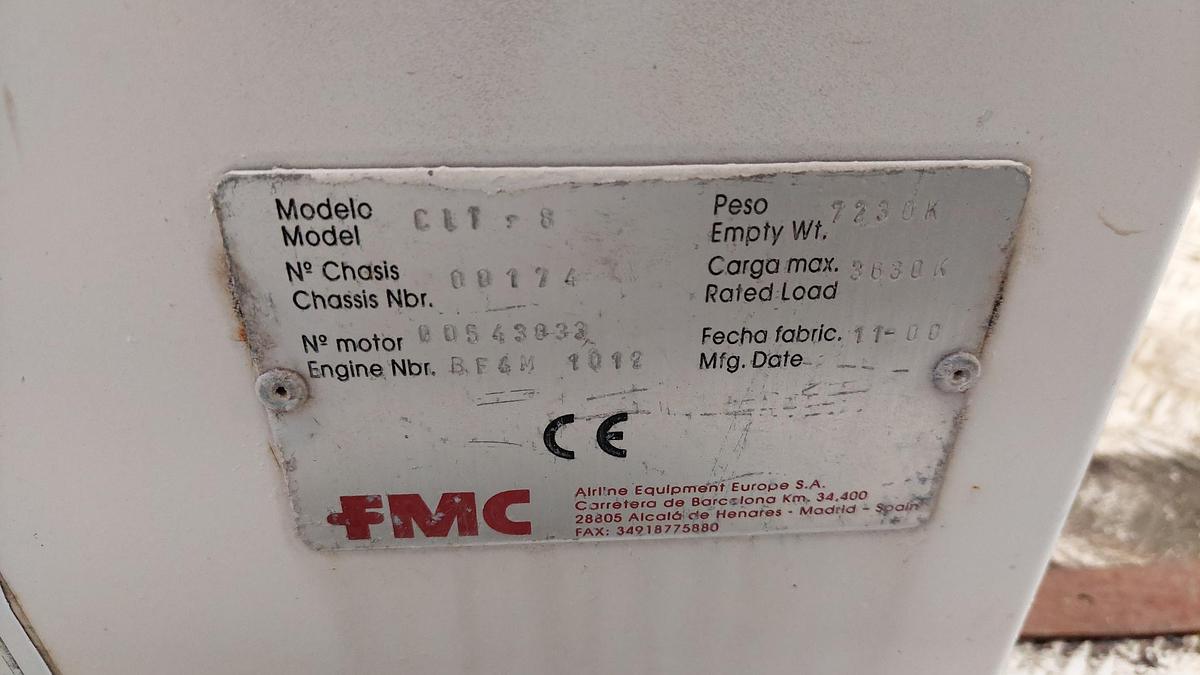 Modelo CLT-8
Model
Nº Chasis
Chassis Nbr. 00174
Nº motor 00543833
Engine Nbr. BF4M 1012
Peso 7230K
Empty Wt.
Carga max. 3630K
Rated Load
Fecha fabric. 11-00
Mfg. Date
CE
FMC
Airline Equipment Europe S.A.
Carretera de Barcelona Km. 34,400
28805 Alcalá de Henares - Madrid - Spain
FAX: 34918775880